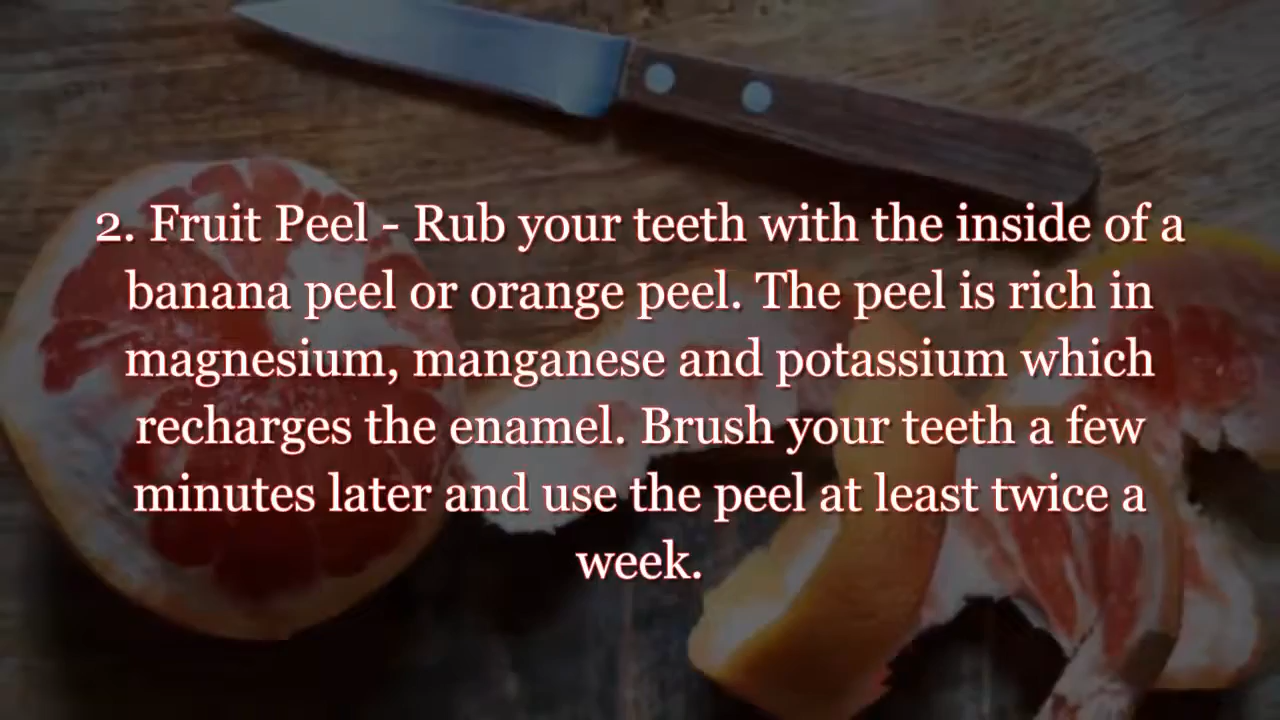 2. Fruit Peel - Rub your teeth with the inside of a
banana peel or orange peel. The peel is rich in
magnesium, manganese and potassium which
recharges the enamel. Brush your teeth a few
minutes later and use the peel at least twice a
week.